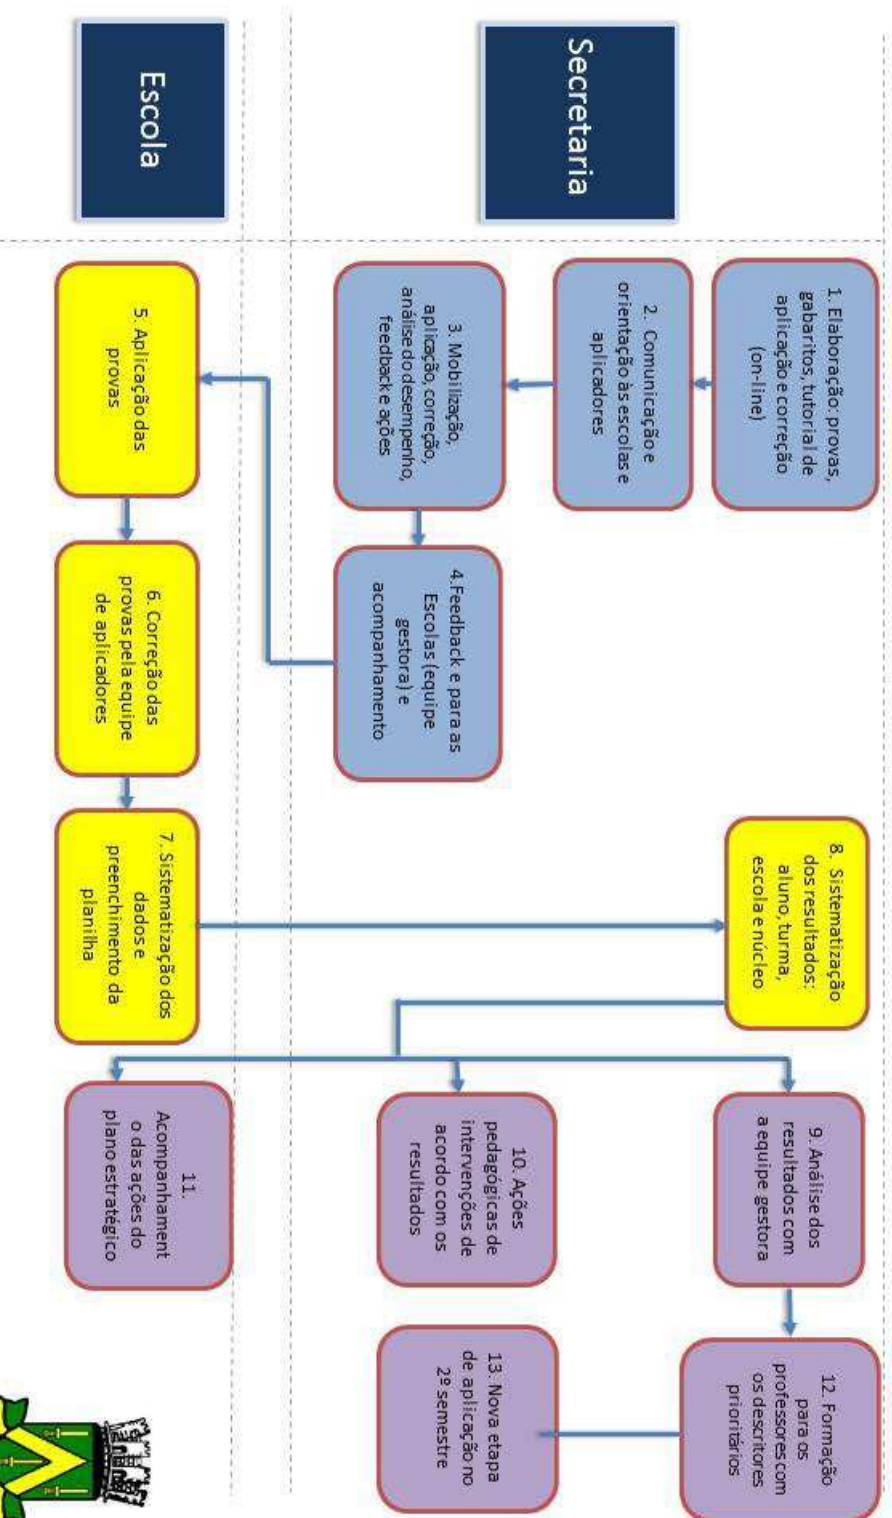 Secretaria
1. Elaboração: provas,
gabaritos, tutorial de
aplicação e correção
(on-line)
2. Comunicação e
orientação às escolas e
aplicadores
3. Mobilização,
aplicação, correção,
análise do desempenho,
feedback e ações
4.Feedback e para as
Escolas (equipe
gestora) e
acompanhamento
Escola
5. Aplicação das
provas
6. Correção das
provas pela equipe
de aplicadores
7. Sistematização dos
dados e
preenchimento da
planilha
8. Sistematização
dos resultados:
aluno, turma,
escola e núcleo
9. Análise dos
resultados com
a equipe gestora
10. Ações
pedagógicas de
intervenções de
acordo com os
resultados
11.
Acompanhament
o das ações do
plano estratégico
12. Formação
para os
professores com
os descritores
prioritários
13. Nova etapa
de aplicação no
2º semestre